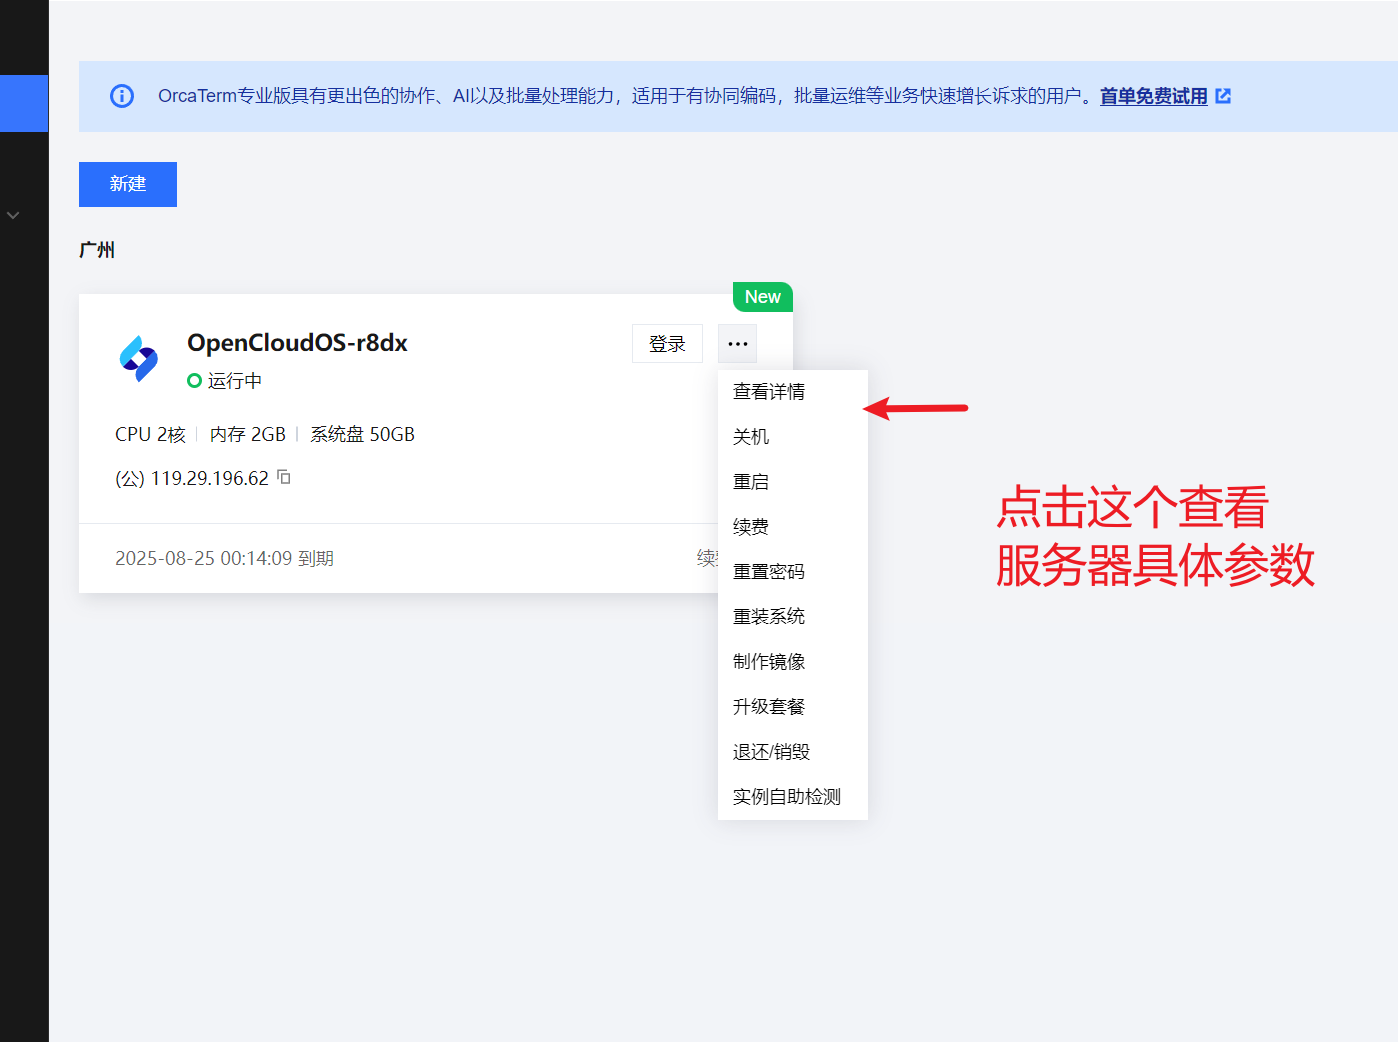 OrcaTerm专业版具有更出色的协作、AI以及批量处理能力，适用于有协同编码，批量运维等业务快速增长诉求的用户。首单免费试用
新建
广州
New
OpenCloudOS-r8dx
登录
运行中
查看详情
关机
CPU 2核 内存 2GB 系统盘 50GB
(公) 119.29.196.62
重启
续费
2025-08-25 00:14:09 到期
续
重置密码
重装系统
制作镜像
升级套餐
退还/销毁
实例自助检测
点击这个查看
服务器具体参数